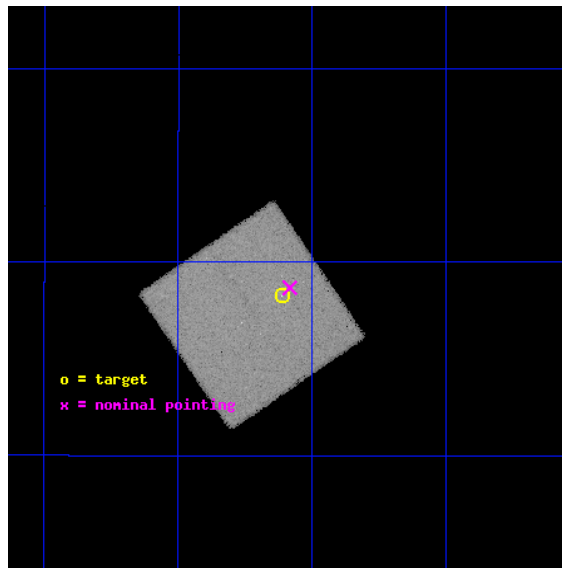 o = target
x = nominal pointing